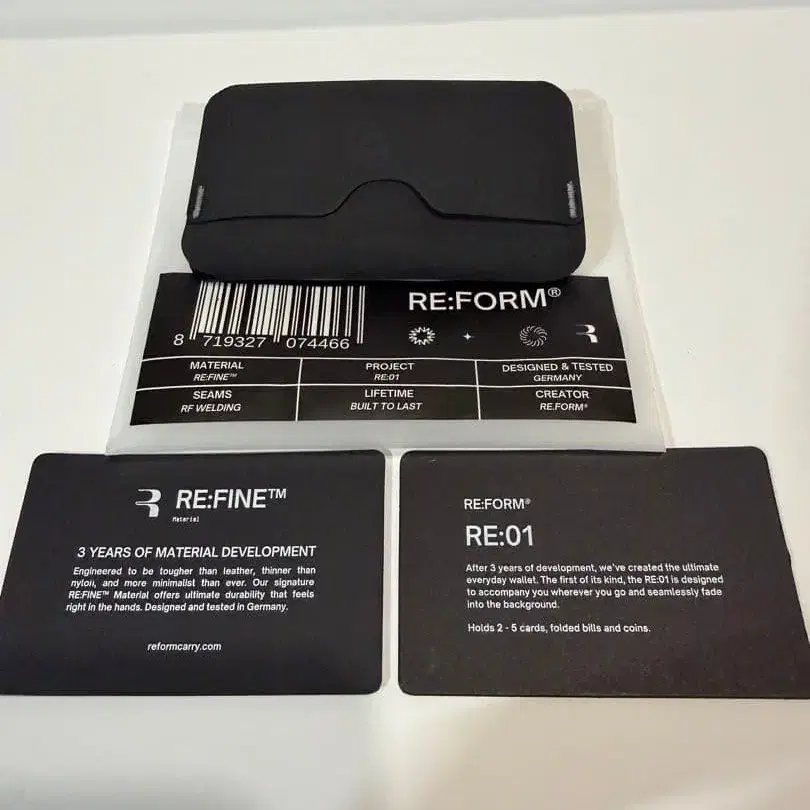 RE:FORM®
8 719327 074466
MATERIAL
RE:FINE™
PROJECT
RE:01
DESIGNED & TESTED
GERMANY
SEAMS
RF WELDING
LIFETIME
BUILT TO LAST
CREATOR
RE.FORM®
RE:FINE™
Material
3 YEARS OF MATERIAL DEVELOPMENT
Engineered to be tougher than leather, thinner than
nylon, and more minimalist than ever. Our signature
RE:FINE™ Material offers ultimate durability that feels
right in the hands. Designed and tested in Germany.
reformcarry.com
RE:FORM®
RE:01
After 3 years of development, we've created the ultimate
everyday wallet. The first of its kind, the RE:01 is designed
to accompany you wherever you go and seamlessly fade
into the background.
Holds 2 - 5 cards, folded bills and coins.